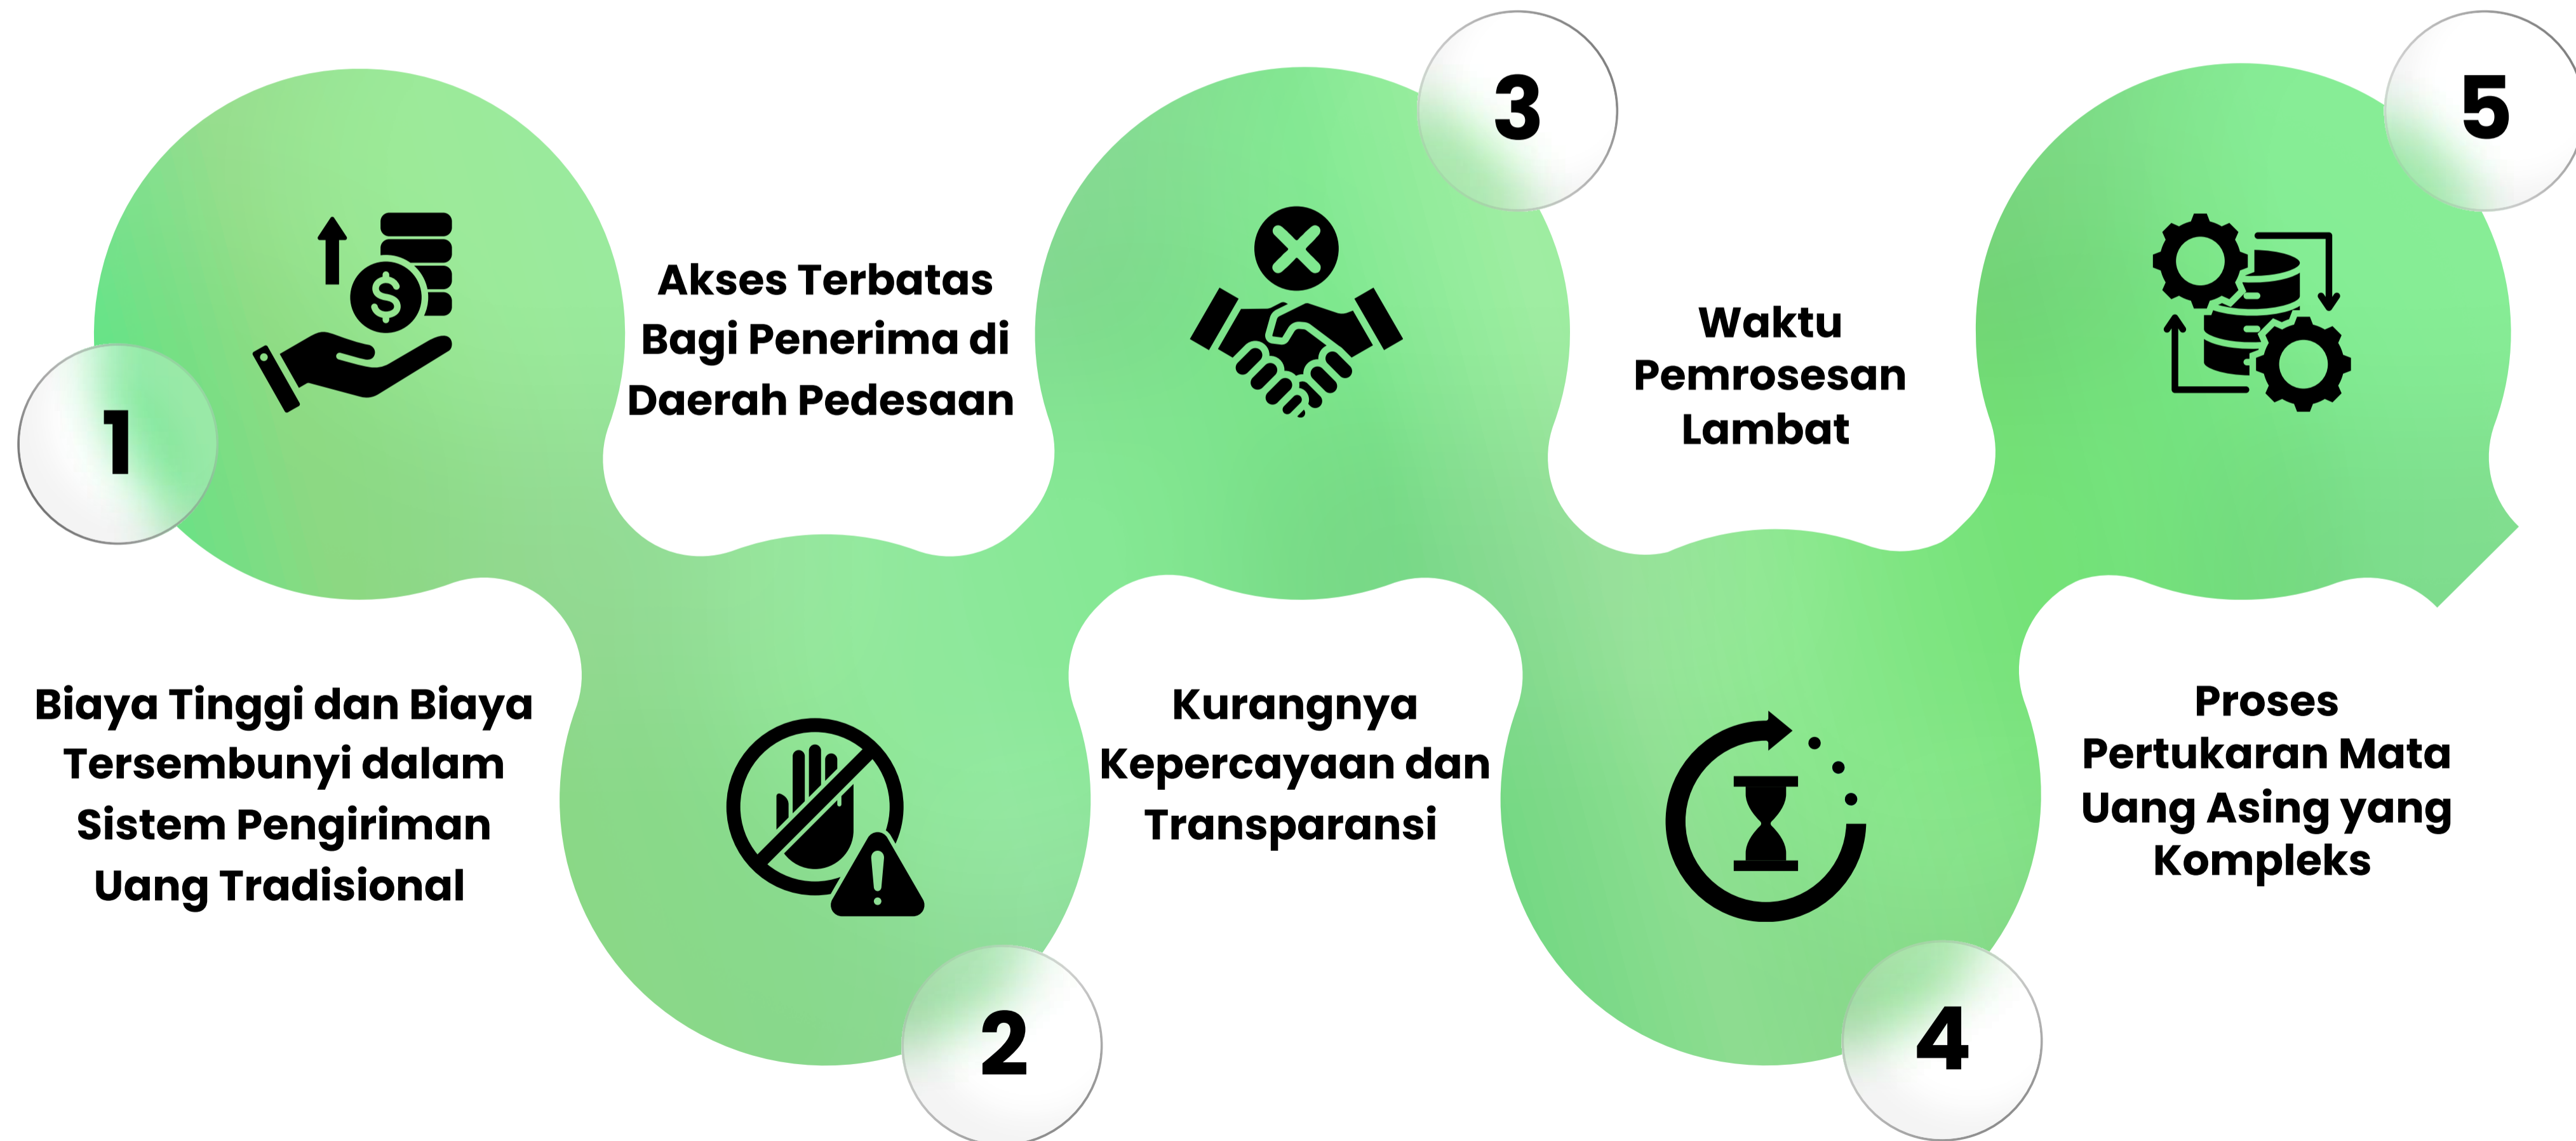 1
Biaya Tinggi dan Biaya
Tersembunyi dalam
Sistem Pengiriman
Uang Tradisional
Akses Terbatas
Bagi Penerima di
Daerah Pedesaan
2
3
Kurangnya
Kepercayaan dan
Transparansi
Waktu
Pemrosesan
Lambat
4
5
Proses
Pertukaran Mata
Uang Asing yang
Kompleks